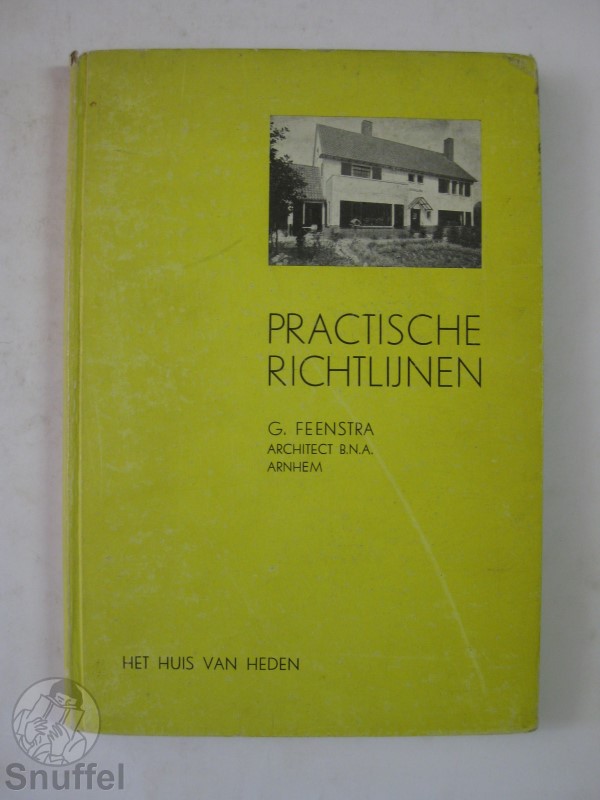 PRACTISCHE
RICHTLIJNEN
G. FEENSTRA
ARCHITECT B.N.A.
ARNHEM
HET HUIS VAN HEDEN
Snuffel